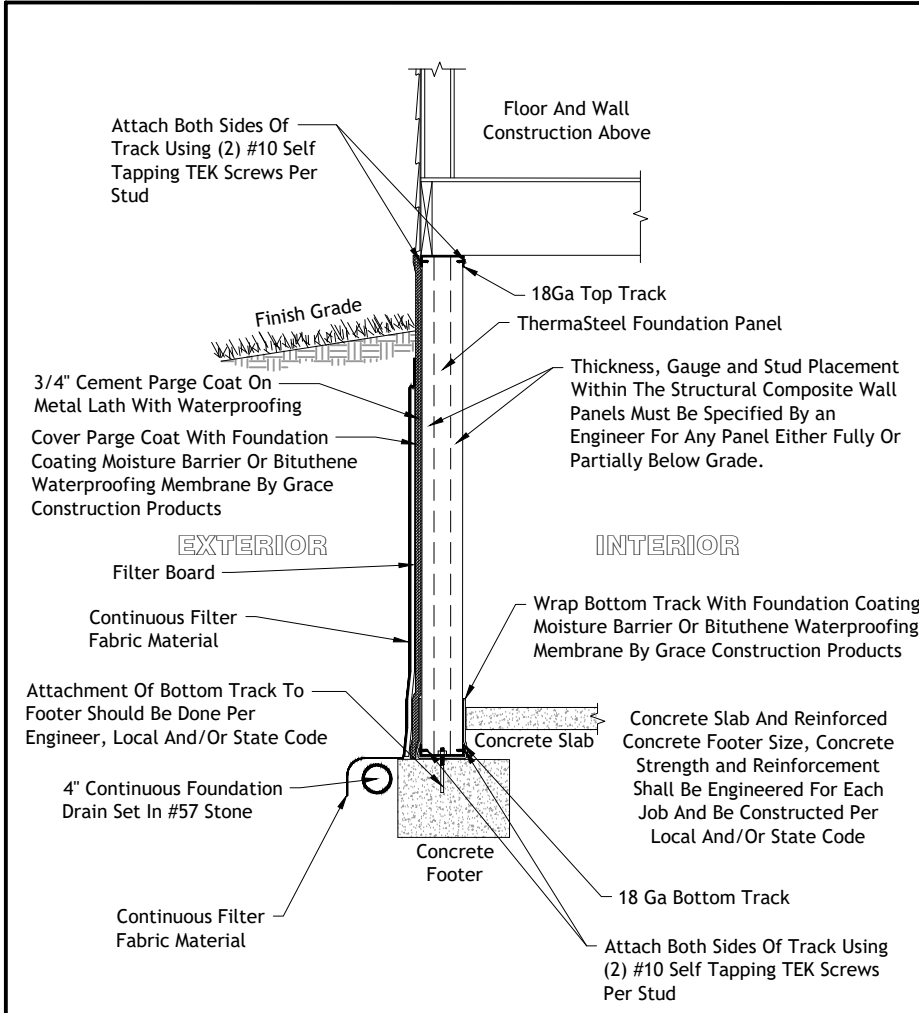 Floor And Wall
Construction Above
Attach Both Sides Of
Track Using (2) #10 Self
Tapping TEK Screws Per
Stud
18Ga Top Track
Finish Grade
ThermaSteel Foundation Panel
3/4" Cement Parge Coat On
Metal Lath With Waterproofing
Thickness, Gauge and Stud Placement
Within The Structural Composite Wall
Panels Must Be Specified By an
Engineer For Any Panel Either Fully Or
Partially Below Grade.
Cover Parge Coat With Foundation
Coating Moisture Barrier Or Bituthene
Waterproofing Membrane By Grace
Construction Products
EXTERIOR
INTERIOR
Filter Board
Continuous Filter
Fabric Material
Wrap Bottom Track With Foundation Coating
Moisture Barrier Or Bituthene Waterproofing
Membrane By Grace Construction Products
Attachment Of Bottom Track To
Footer Should Be Done Per
Engineer, Local And/Or State Code
Concrete Slab
Concrete Slab And Reinforced
Concrete Footer Size, Concrete
Strength and Reinforcement
Shall Be Engineered For Each
Job And Be Constructed Per
Local And/Or State Code
4" Continuous Foundation
Drain Set In #57 Stone
Concrete
Footer
18 Ga Bottom Track
Continuous Filter
Fabric Material
Attach Both Sides Of Track Using
(2) #10 Self Tapping TEK Screws
Per Stud